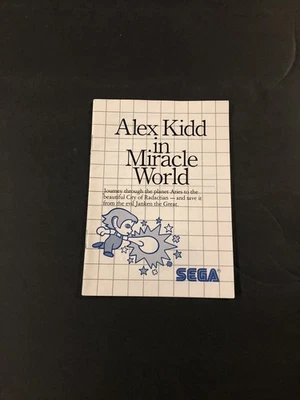 Alex Kidd
in
Miracle
World
Journey through the planet Aries to the
beautiful City of Radactian — and save it
from the evil Janken the Great.
SEGA®